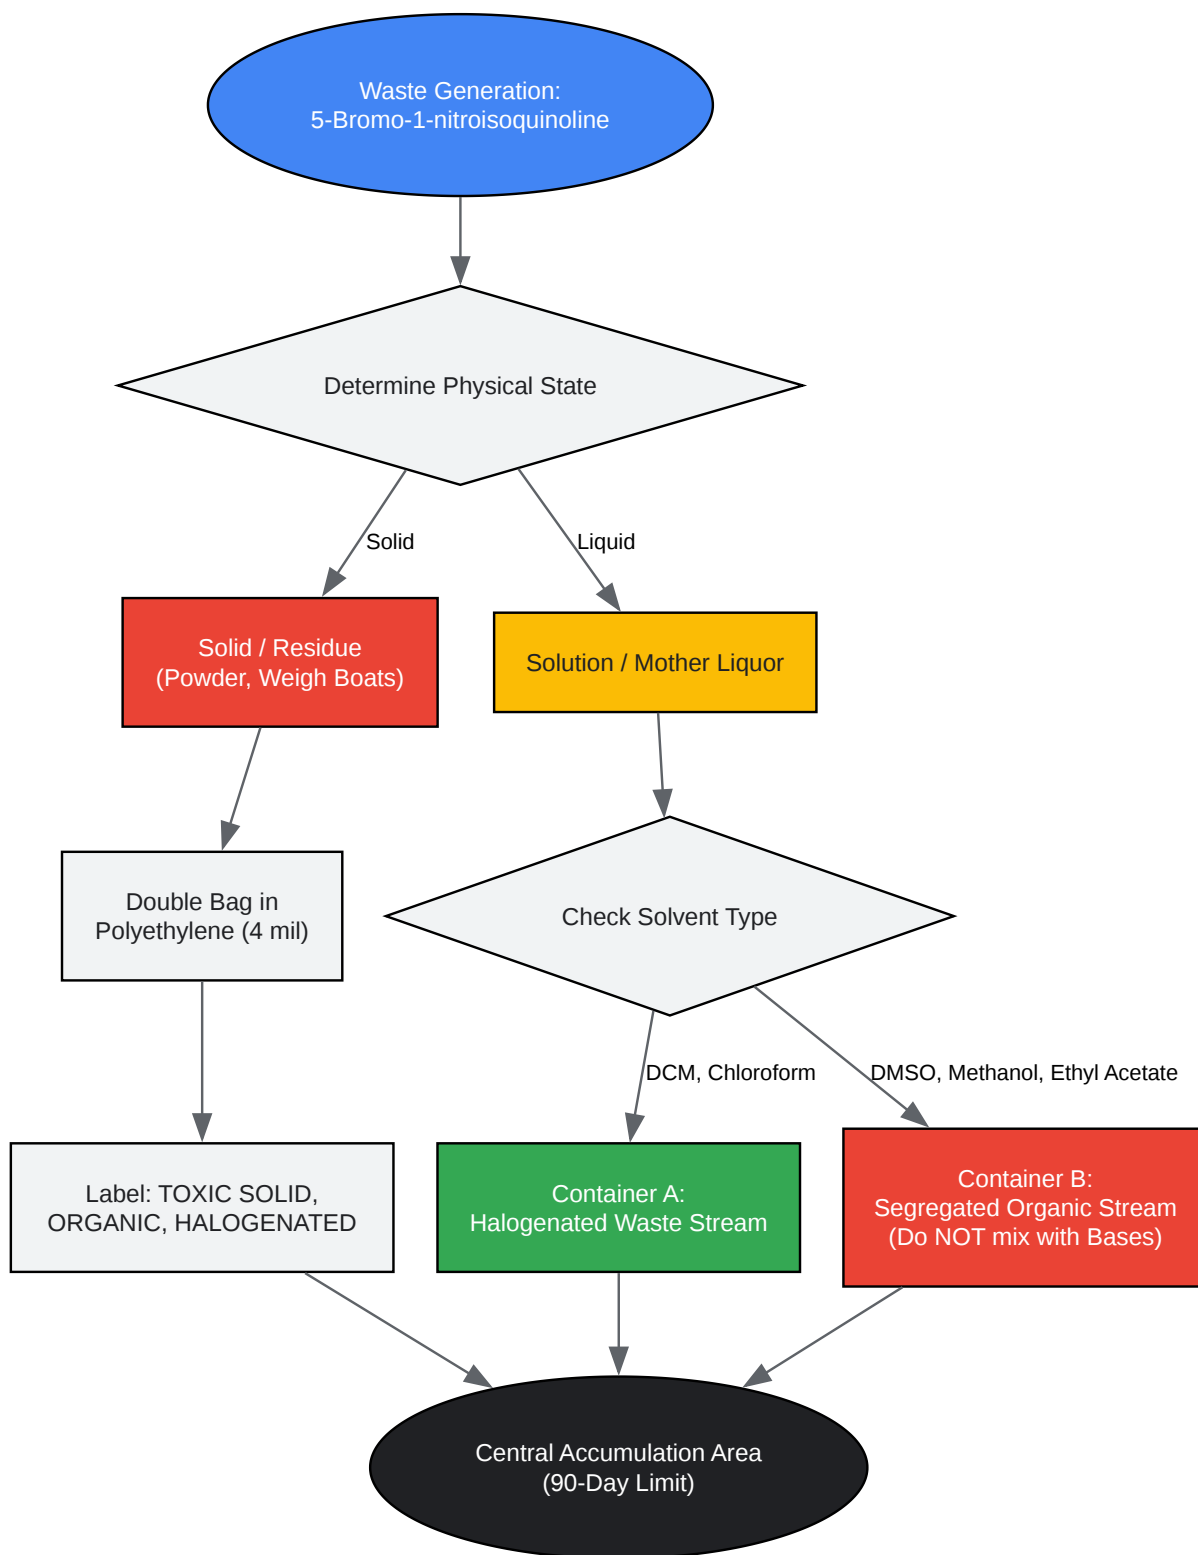 Waste Generation:
5-Bromo-1-nitroisoquinoline
Determine Physical State
Solid
Liquid
Solid / Residue
(Powder, Weigh Boats)
Solution / Mother Liquor
Double Bag in
Polyethylene (4 mil)
Check Solvent Type
DCM, Chloroform
DMSO, Methanol, Ethyl Acetate
Label: TOXIC SOLID,
ORGANIC, HALOGENATED
Container A:
Halogenated Waste Stream
Container B:
Segregated Organic Stream
(Do NOT mix with Bases)
Central Accumulation Area
(90-Day Limit)